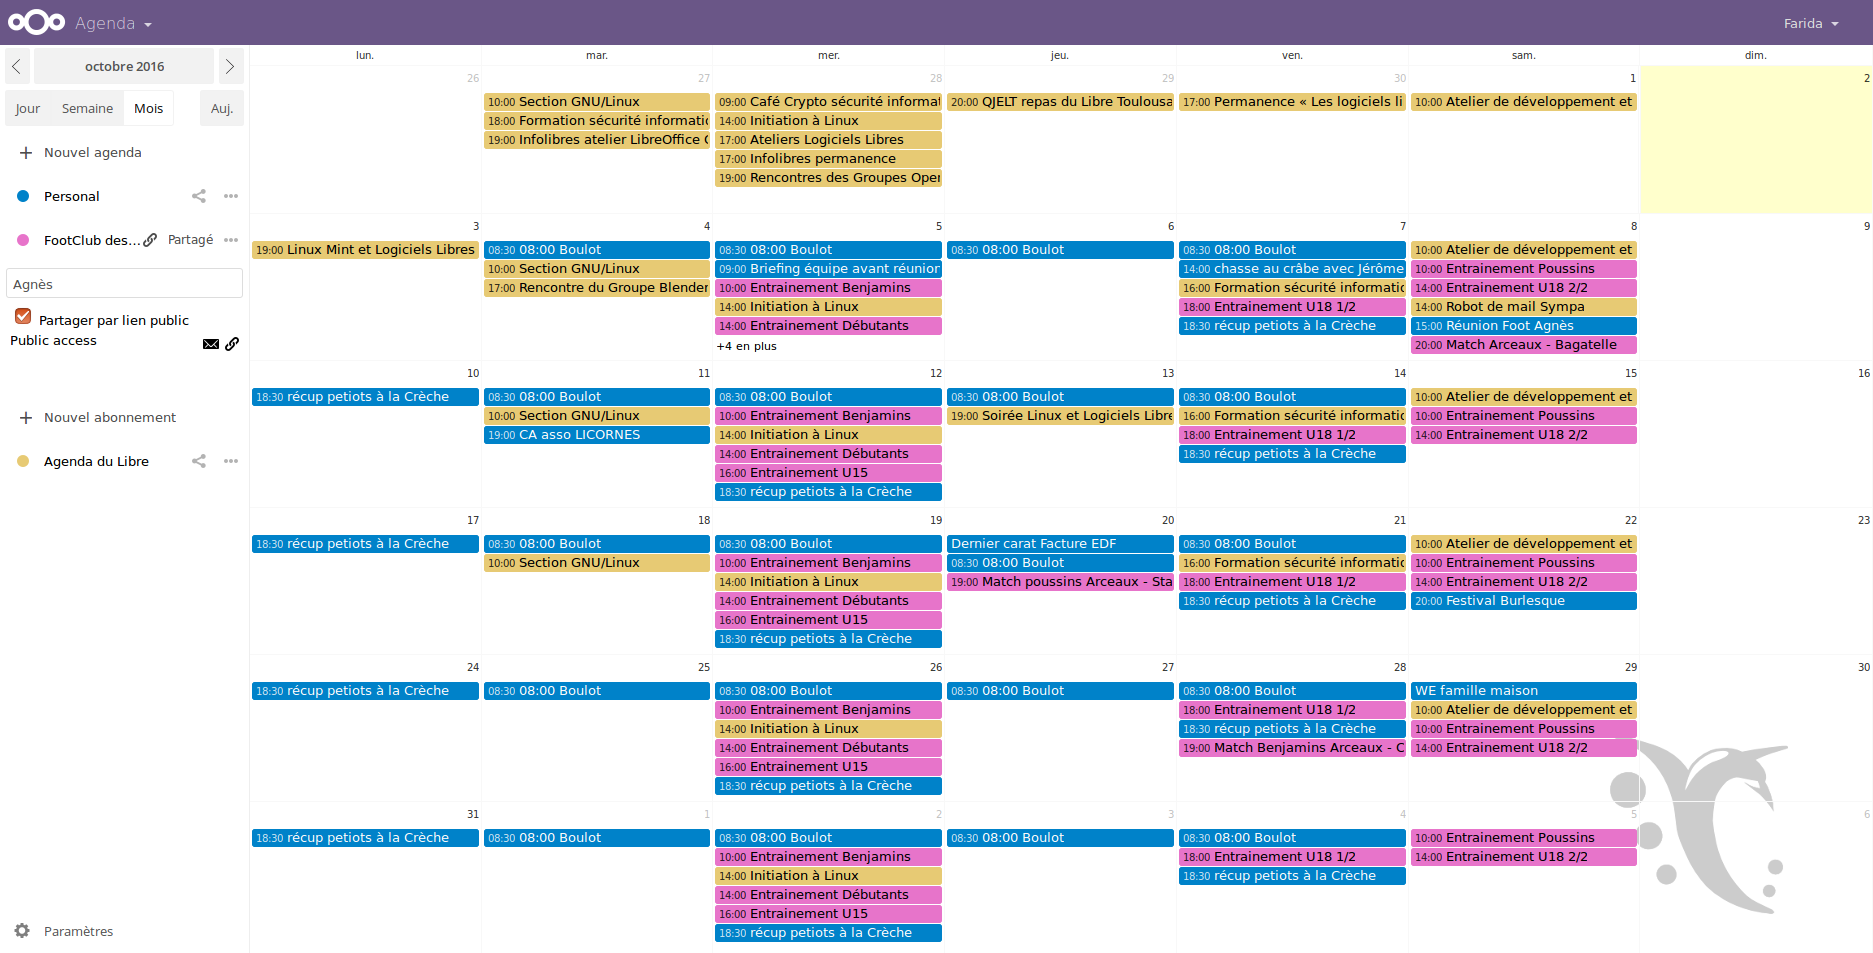 Agenda
Farida
octobre 2016
Jour Semaine Mois Auj.
Nouvel agenda
Personal
FootClub des... Partagé
Agnès
Partager par lien public
Public access
Nouvel abonnement
Agenda du Libre
Paramètres
lun. mar. mer. jeu. ven. sam. dim.
26
27
10:00 Section GNU/Linux
18:00 Formation sécurité informatic
19:00 Infolibres atelier LibreOffice
28
09:00 Café Crypto sécurité informat
14:00 Initiation à Linux
17:00 Ateliers Logiciels Libres
17:00 Infolibres permanence
19:00 Rencontres des Groupes Oper
29
20:00 QJELT repas du Libre Toulousa
30
17:00 Permanence « Les logiciels li
1
10:00 Atelier de développement et
2
3
19:00 Linux Mint et Logiciels Libres
4
08:30 08:00 Boulot
10:00 Section GNU/Linux
17:00 Rencontre du Groupe Blender
5
08:30 08:00 Boulot
09:00 Briefing équipe avant réunior
10:00 Entrainement Benjamins
14:00 Initiation à Linux
14:00 Entrainement Débutants
+4 en plus
6
08:30 08:00 Boulot
7
08:30 08:00 Boulot
14:00 chasse au crâbe avec Jérôme
16:00 Formation sécurité informatic
18:00 Entrainement U18 1/2
18:30 récup petiots à la Crèche
8
10:00 Atelier de développement et
10:00 Entrainement Poussins
14:00 Entrainement U18 2/2
14:00 Robot de mail Sympa
15:00 Réunion Foot Agnès
20:00 Match Arceaux - Bagatelle
9
10
18:30 récup petiots à la Crèche
11
08:30 08:00 Boulot
10:00 Section GNU/Linux
19:00 CA asso LICORNES
12
08:30 08:00 Boulot
10:00 Entrainement Benjamins
14:00 Initiation à Linux
14:00 Entrainement Débutants
16:00 Entrainement U15
18:30 récup petiots à la Crèche
13
08:30 08:00 Boulot
19:00 Soirée Linux et Logiciels Libre
14
08:30 08:00 Boulot
16:00 Formation sécurité informatic
18:00 Entrainement U18 1/2
18:30 récup petiots à la Crèche
15
10:00 Atelier de développement et
10:00 Entrainement Poussins
14:00 Entrainement U18 2/2
16
17
18:30 récup petiots à la Crèche
18
08:30 08:00 Boulot
10:00 Section GNU/Linux
19
08:30 08:00 Boulot
10:00 Entrainement Benjamins
14:00 Initiation à Linux
14:00 Entrainement Débutants
16:00 Entrainement U15
18:30 récup petiots à la Crèche
20
Dernier carat Facture EDF
08:30 08:00 Boulot
19:00 Match poussins Arceaux - Sta
21
08:30 08:00 Boulot
16:00 Formation sécurité informatic
18:00 Entrainement U18 1/2
18:30 récup petiots à la Crèche
22
10:00 Atelier de développement et
10:00 Entrainement Poussins
14:00 Entrainement U18 2/2
20:00 Festival Burlesque
23
24
18:30 récup petiots à la Crèche
25
08:30 08:00 Boulot
26
08:30 08:00 Boulot
10:00 Entrainement Benjamins
14:00 Initiation à Linux
14:00 Entrainement Débutants
16:00 Entrainement U15
18:30 récup petiots à la Crèche
27
08:30 08:00 Boulot
28
08:30 08:00 Boulot
18:00 Entrainement U18 1/2
18:30 récup petiots à la Crèche
19:00 Match Benjamins Arceaux - C
29
WE famille maison
10:00 Atelier de développement et
10:00 Entrainement Poussins
14:00 Entrainement U18 2/2
30
31
18:30 récup petiots à la Crèche
1
08:30 08:00 Boulot
2
08:30 08:00 Boulot
10:00 Entrainement Benjamins
14:00 Initiation à Linux
14:00 Entrainement Débutants
16:00 Entrainement U15
18:30 récup petiots à la Crèche
3
08:30 08:00 Boulot
4
08:30 08:00 Boulot
18:00 Entrainement U18 1/2
18:30 récup petiots à la Crèche
5
10:00 Entrainement Poussins
14:00 Entrainement U18 2/2
6